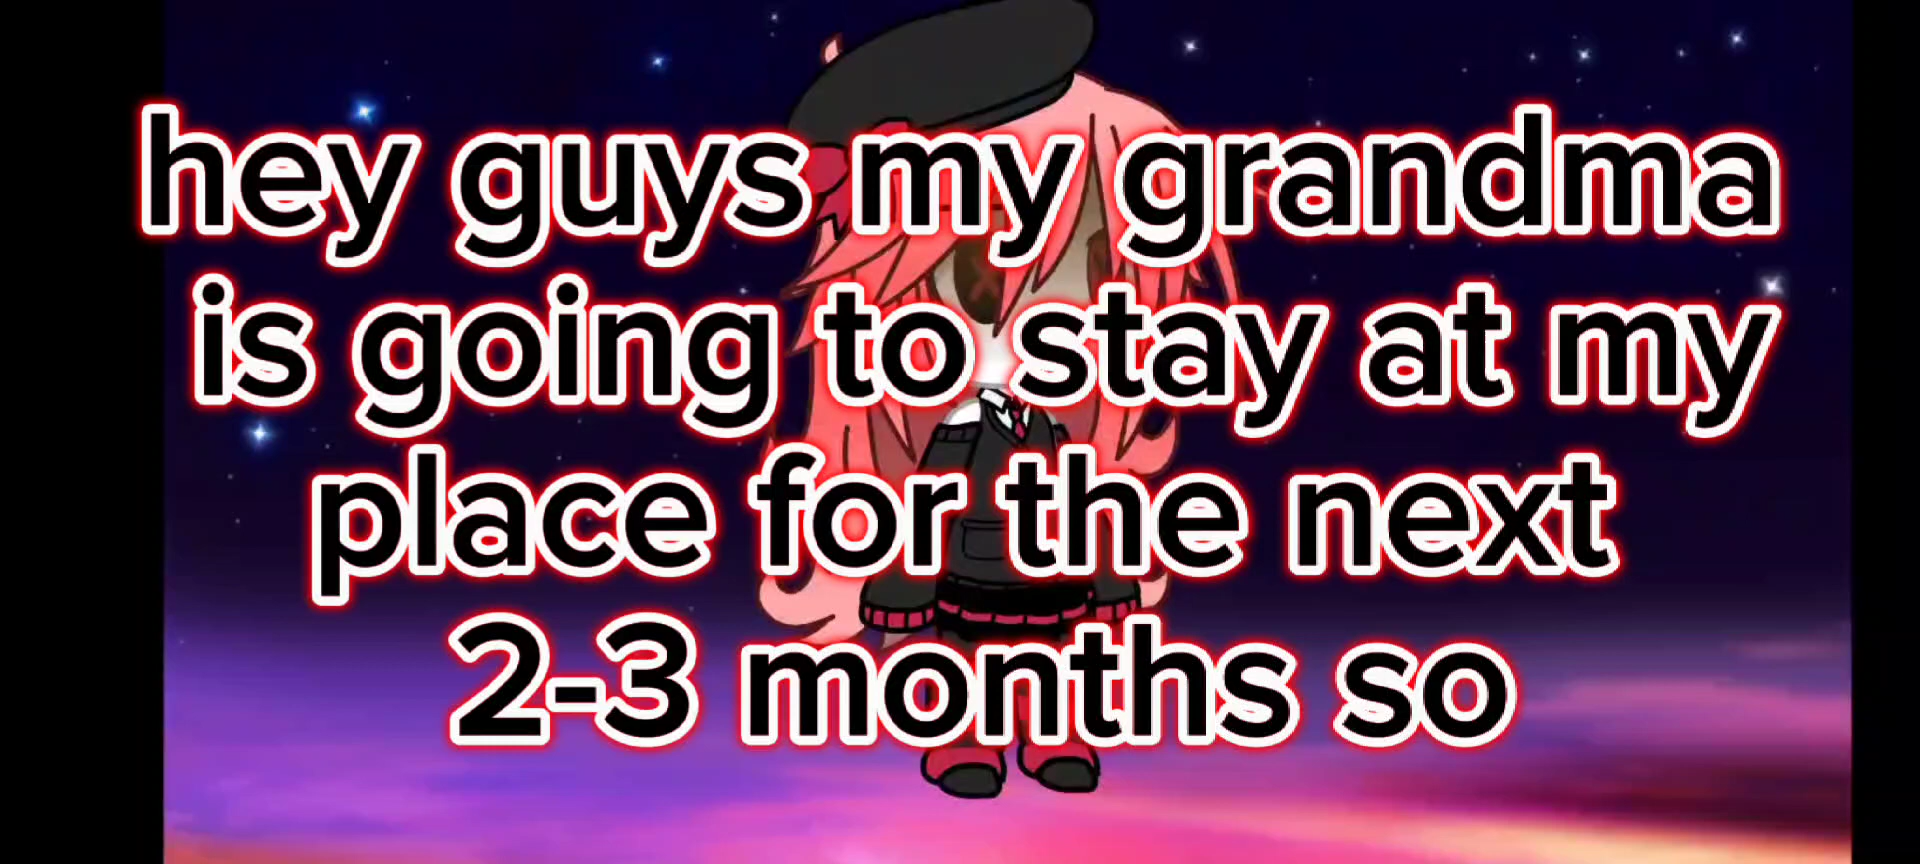 hey guys my grandma
is going to stay at my
place for the next
2-3 months so